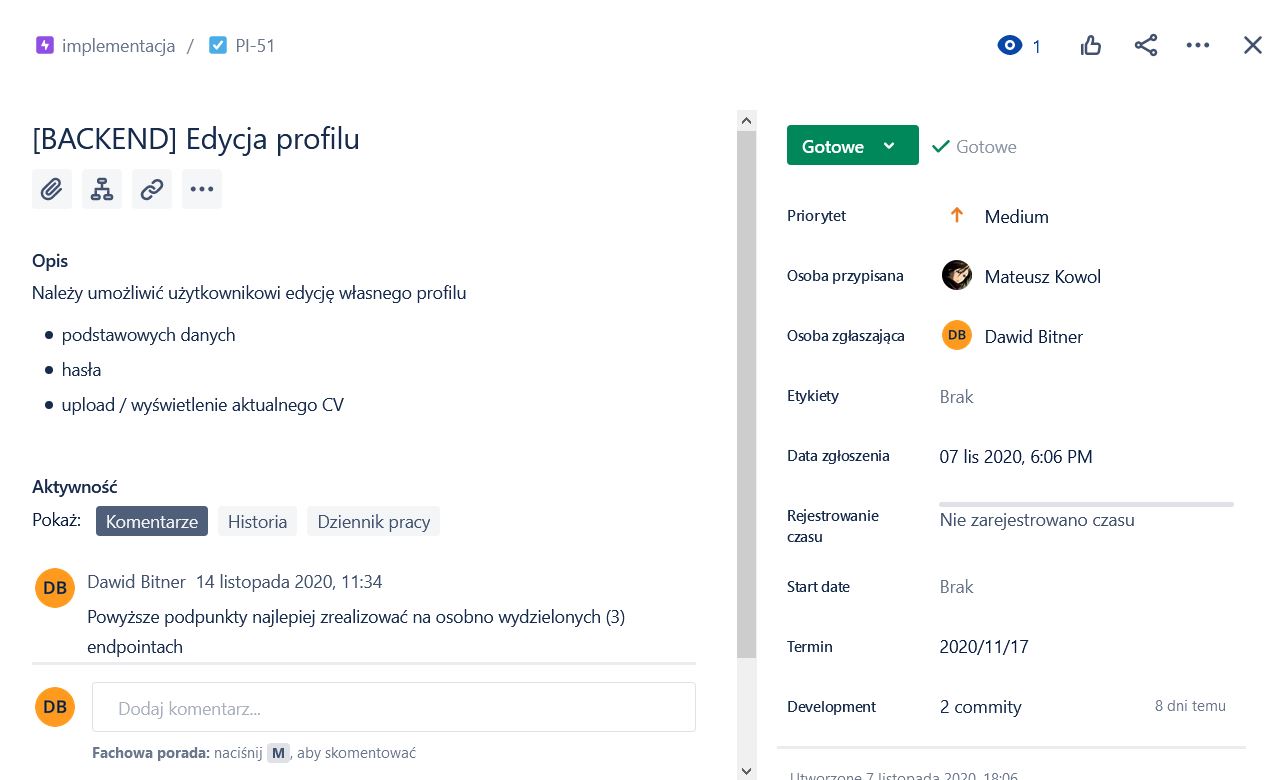 implementacja / PI-51
1
[BACKEND] Edycja profilu
Opis
Należy umożliwić użytkownikowi edycję własnego profilu
podstawowych danych
hasła
upload / wyświetlenie aktualnego CV
Aktywność
Pokaż: Komentarze Historia Dziennik pracy
DB Dawid Bitner 14 listopada 2020, 11:34
Powyższe podpunkty najlepiej zrealizować na osobno wydzielonych (3)
endpointach
DB Dodaj komentarz...
Fachowa porada: naciśnij M, aby skomentować
Gotowe Gotowe
Priorytet Medium
Osoba przypisana Mateusz Kowol
Osoba zgłaszająca DB Dawid Bitner
Etykiety Brak
Data zgłoszenia 07 lis 2020, 6:06 PM
Rejestrowanie
czasu
Nie zarejestrowano czasu
Start date Brak
Termin 2020/11/17
Development 2 commity 8 dni temu
Utworzone 7 listopada 2020, 18:06